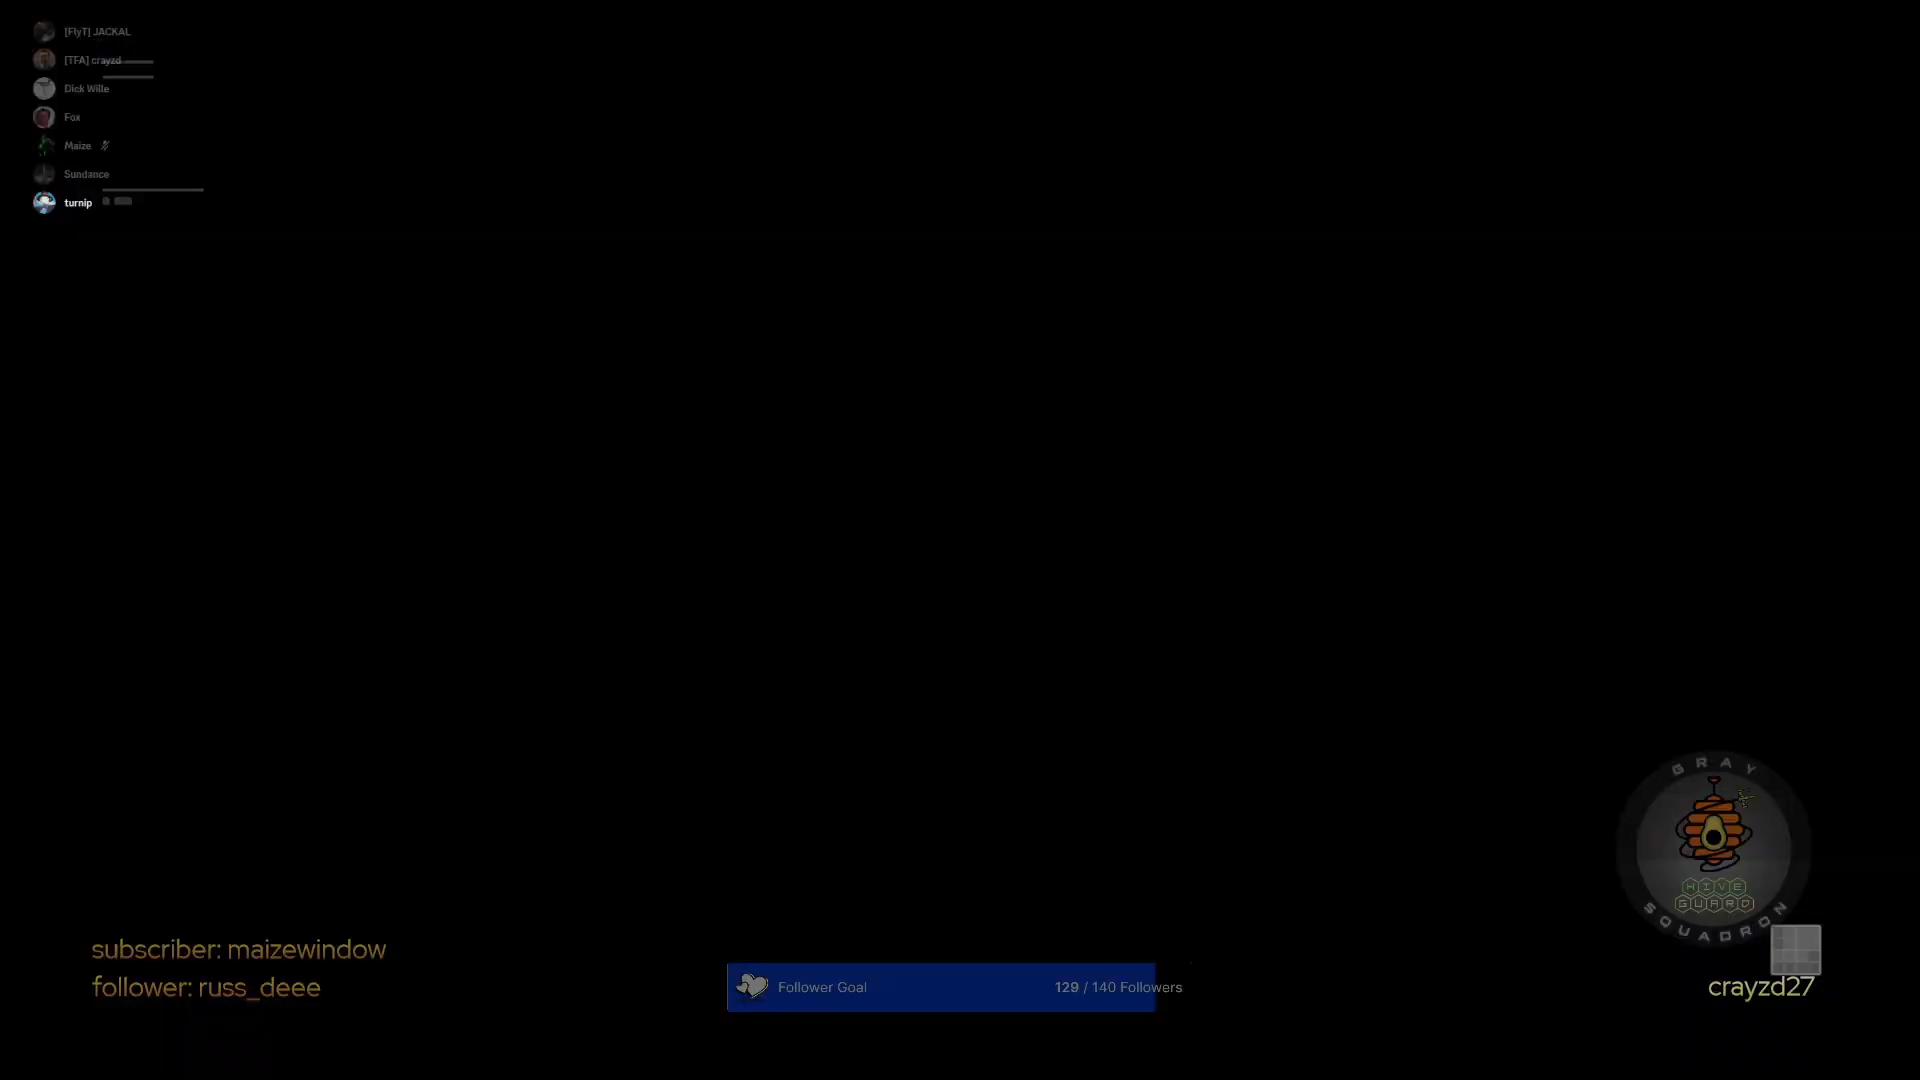 [FlyT] JACKAL
[TFA] crayzd
Dick Wille
Fox
Maize
Sundance
turnip
GRAY
HIVE
GUARD
SQUADRON
subscriber: maizewindow
follower: russ_deee
Follower Goal
129 / 140 Followers
crayzd27